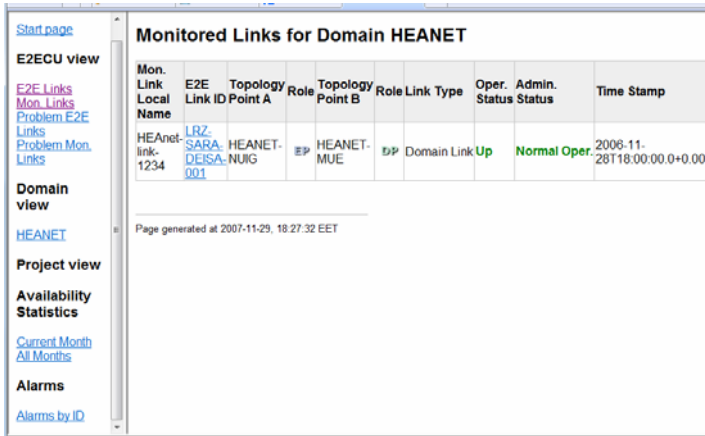 Start page
E2ECU view
E2E Links
Mon. Links
Problem E2E
Links
Problem Mon.
Links
Domain
view
HEANET
Project view
Availability
Statistics
Current Month
All Months
Alarms
Alarms by ID
Monitored Links for Domain HEANET
Mon.
Link
Local
Name
E2E
Link ID
Topology
Point A
Role
Topology
Point B
Role
Link Type
Oper.
Status
Admin.
Status
Time Stamp
HEAnet-
link-
1234
LRZ-
SARA-
DEISA-
001
HEANET-
NUIG
EP
HEANET-
MUE
DP
Domain Link
Up
Normal Oper.
2006-11-
28T18:00:00.0+0.00
Page generated at 2007-11-29, 18:27:32 EET